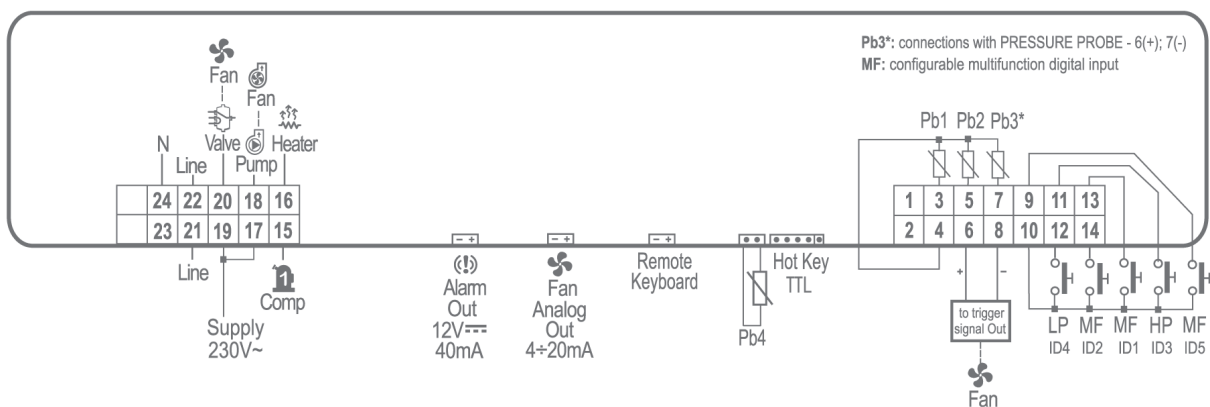 Pb3*: connections with PRESSURE PROBE - 6(+); 7(-)
MF: configurable multifunction digital input
Fan
Fan
N
Valve
Heater
Line
Pump
24 22 20 18 16
23 21 19 17 15
Line
1
Comp
Supply
230V~
- +
Alarm
Out
12V
40mA
- +
Fan
Analog
Out
4÷20mA
- +
Remote
Keyboard
Pb4
Hot Key
TTL
Pb1 Pb2 Pb3*
1 3 5 7 9 11 13
2 4 6 8 10 12 14
+ -
to trigger
signal Out
Fan
LP MF MF HP MF
ID4 ID2 ID1 ID3 ID5